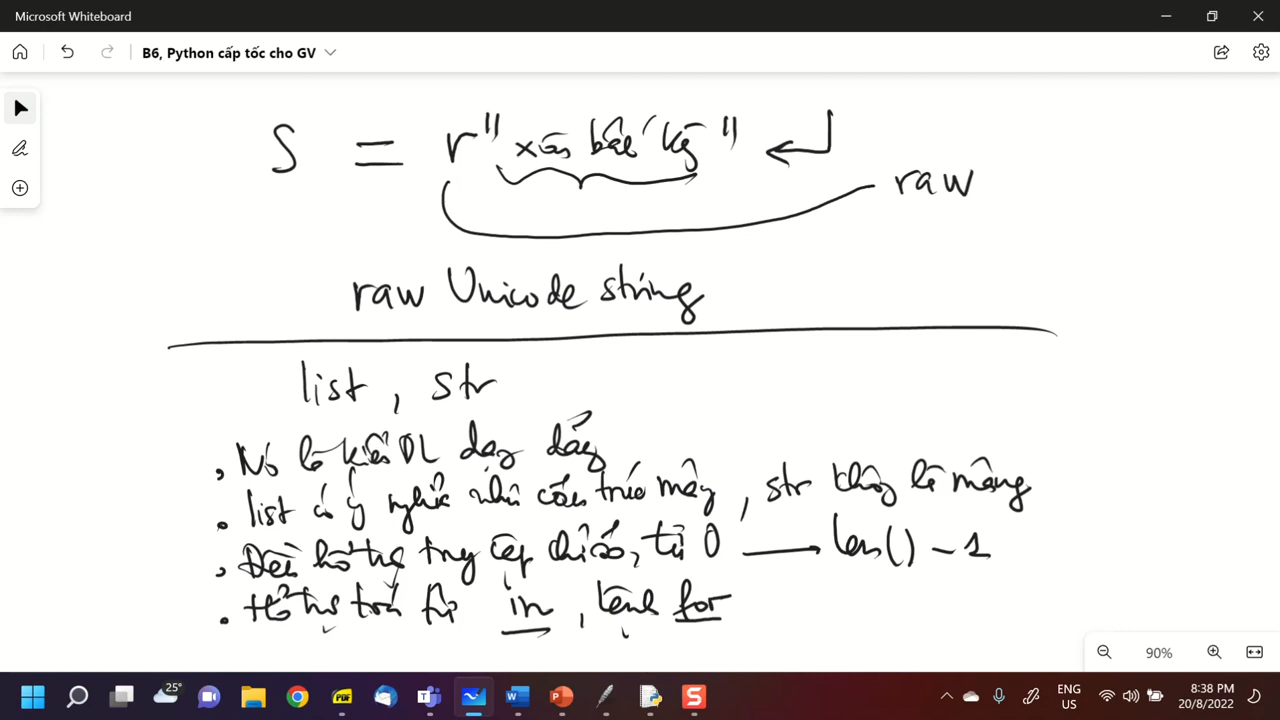 Microsoft Whiteboard
B6, Python cấp tốc cho GV
S = r"xâu bất kỳ"
raw
raw Unicode string
list, str
, Nó là kiểu DL dạng dãy
. list có ý nghĩa như cấu trúc mảng, str không là mảng
, Đều hỗ trợ truy cập chỉ số, từ 0 → len() - 1
. Hỗ trợ toán tử in, lệnh for
90%
25°
PDF
ENG
US
8:38 PM
20/8/2022